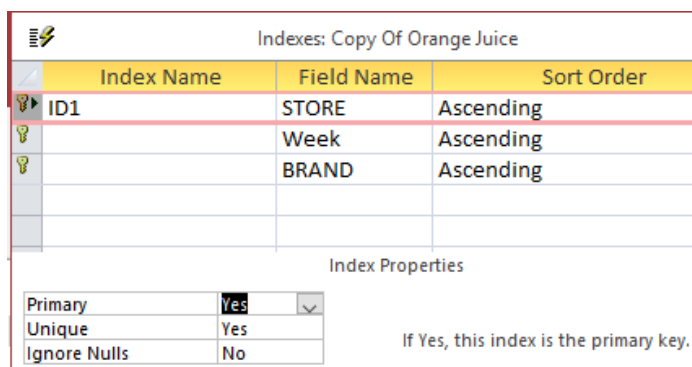 Indexes: Copy Of Orange Juice
Index Name Field Name Sort Order
ID1 STORE Ascending
Week Ascending
BRAND Ascending
Index Properties
Primary Yes
Unique Yes
Ignore Nulls No
If Yes, this index is the primary key.